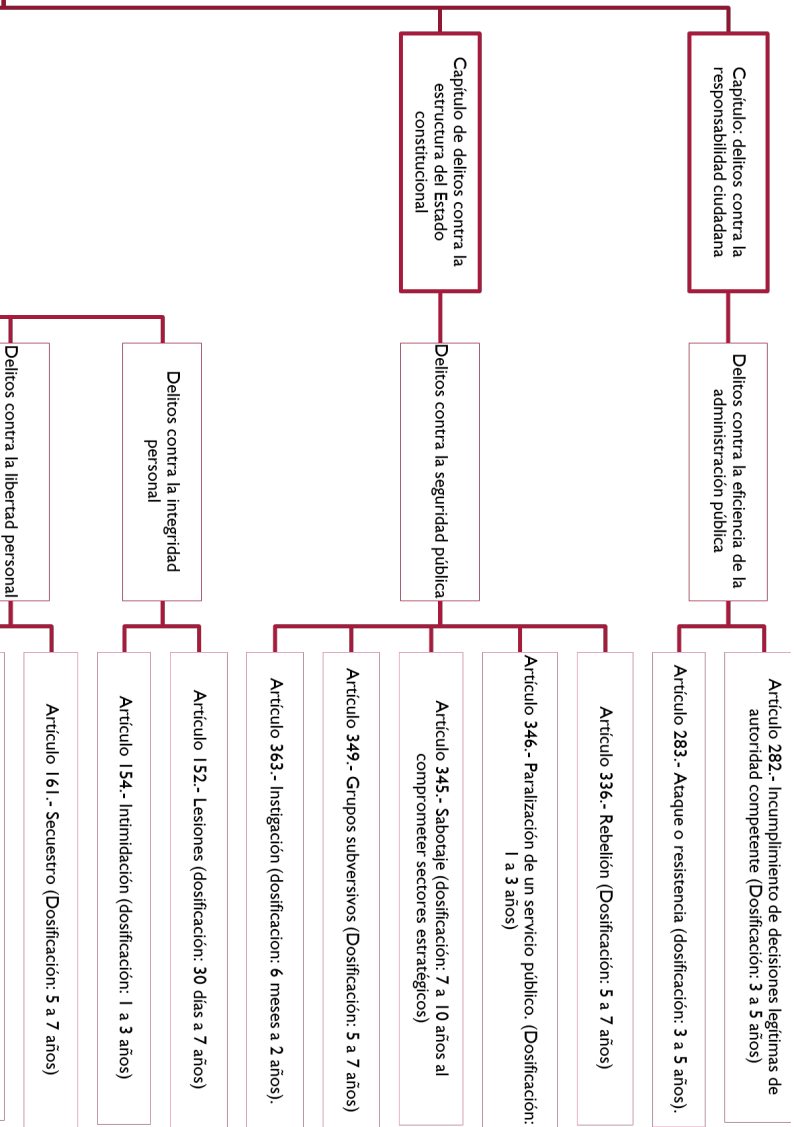 Capítulo: delitos contra la
responsabilidad ciudadana
Delitos contra la eficiencia de la
administración pública
Artículo 282.- Incumplimiento de decisiones legítimas de
autoridad competente (Dosificación: 3 a 5 años)
Artículo 283.- Ataque o resistencia (dosificación: 3 a 5 años).
Capítulo de delitos contra la
estructura del Estado
constitucional
Delitos contra la seguridad pública
Artículo 336.- Rebelión (Dosificación: 5 a 7 años)
Artículo 346.- Paralización de un servicio público. (Dosificación:
1 a 3 años)
Artículo 345.- Sabotaje (dosificación: 7 a 10 años al
comprometer sectores estratégicos)
Artículo 349.- Grupos subversivos (Dosificación: 5 a 7 años)
Artículo 363.- Instigación (dosificacion: 6 meses a 2 años).
Delitos contra la integridad
personal
Artículo 152.- Lesiones (dosificación: 30 días a 7 años)
Artículo 154.- Intimidación (dosificación: 1 a 3 años)
Delitos contra la libertad personal
Artículo 161.- Secuestro (Dosificación: 5 a 7 años)